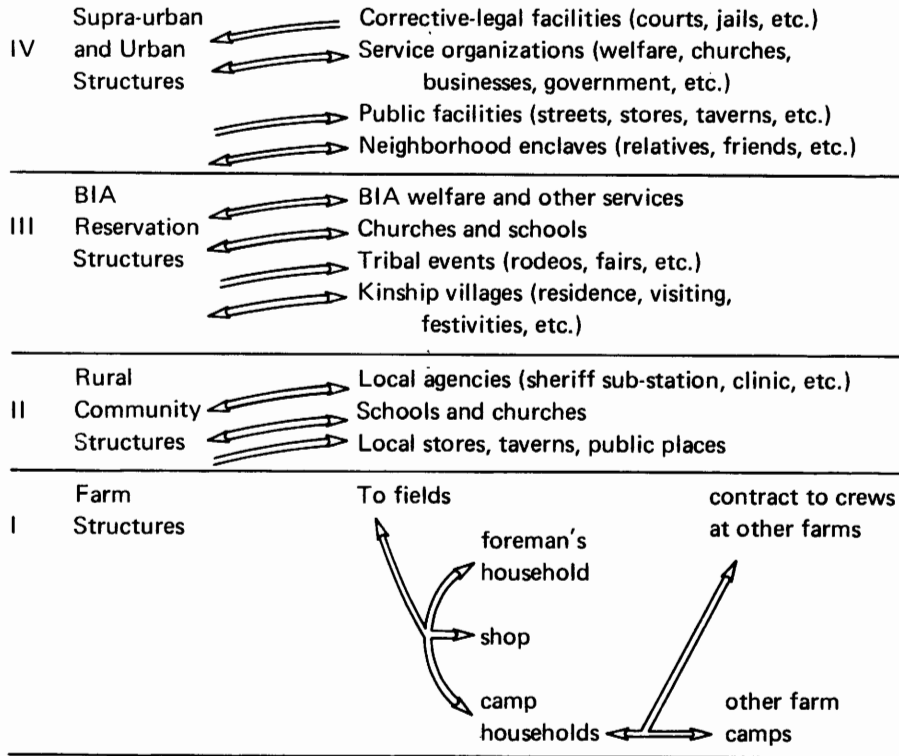 Supra-urban Corrective-legal facilities (courts, jails, etc.)
IV and Urban Service organizations (welfare, churches,
Structures businesses, government, etc.)
Public facilities (streets, stores, taverns, etc.)
Neighborhood enclaves (relatives, friends, etc.)
BIA BIA welfare and other services
III Reservation Churches and schools
Structures Tribal events (rodeos, fairs, etc.)
Kinship villages (residence, visiting,
festivities, etc.)
Rural Local agencies (sheriff sub-station, clinic, etc.)
II Community Schools and churches
Structures Local stores, taverns, public places
Farm To fields contract to crews
I Structures at other farms
foreman's
household
shop
camp other farm
households camps